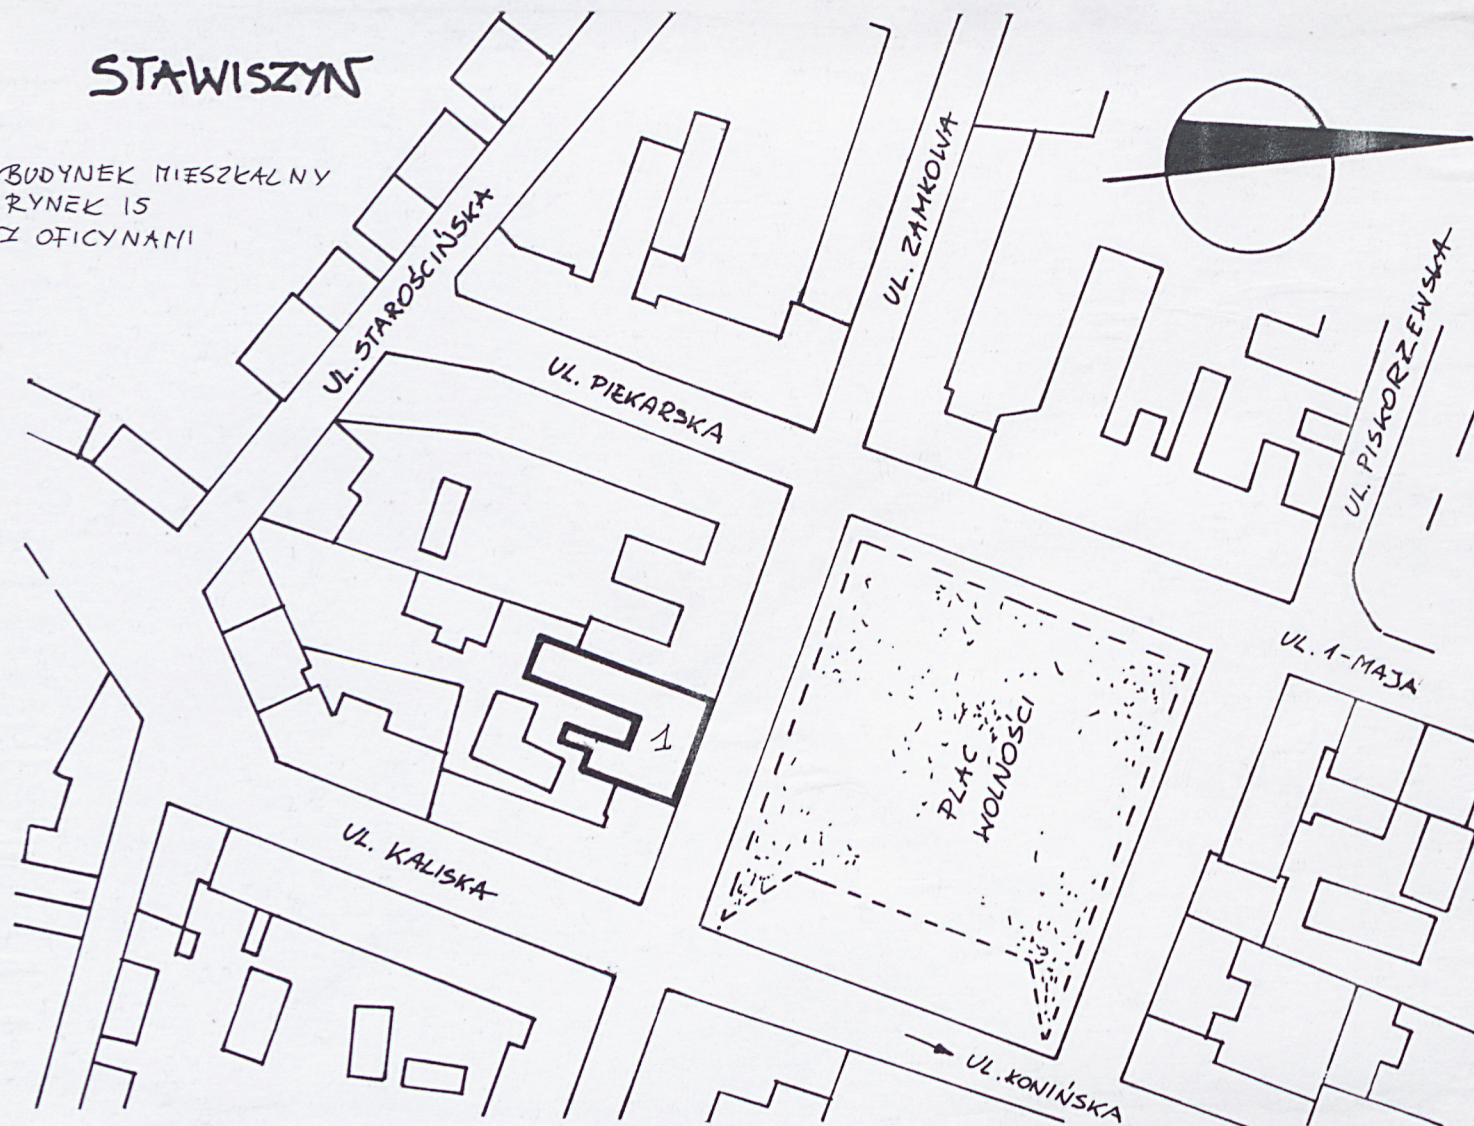 STAWISZYN
BUDYNEK MIESZKALNY
RYNEK 15
Z OFICYNAMI
UL. STAROŚCIŃSKA
UL. ZAMKOWA
UL. PISKORZEWSKA
UL. PIEKARSKA
UL. 1-MAJA
1
PLAC
WOLNOŚCI
UL. KALISKA
UL. KONIŃSKA